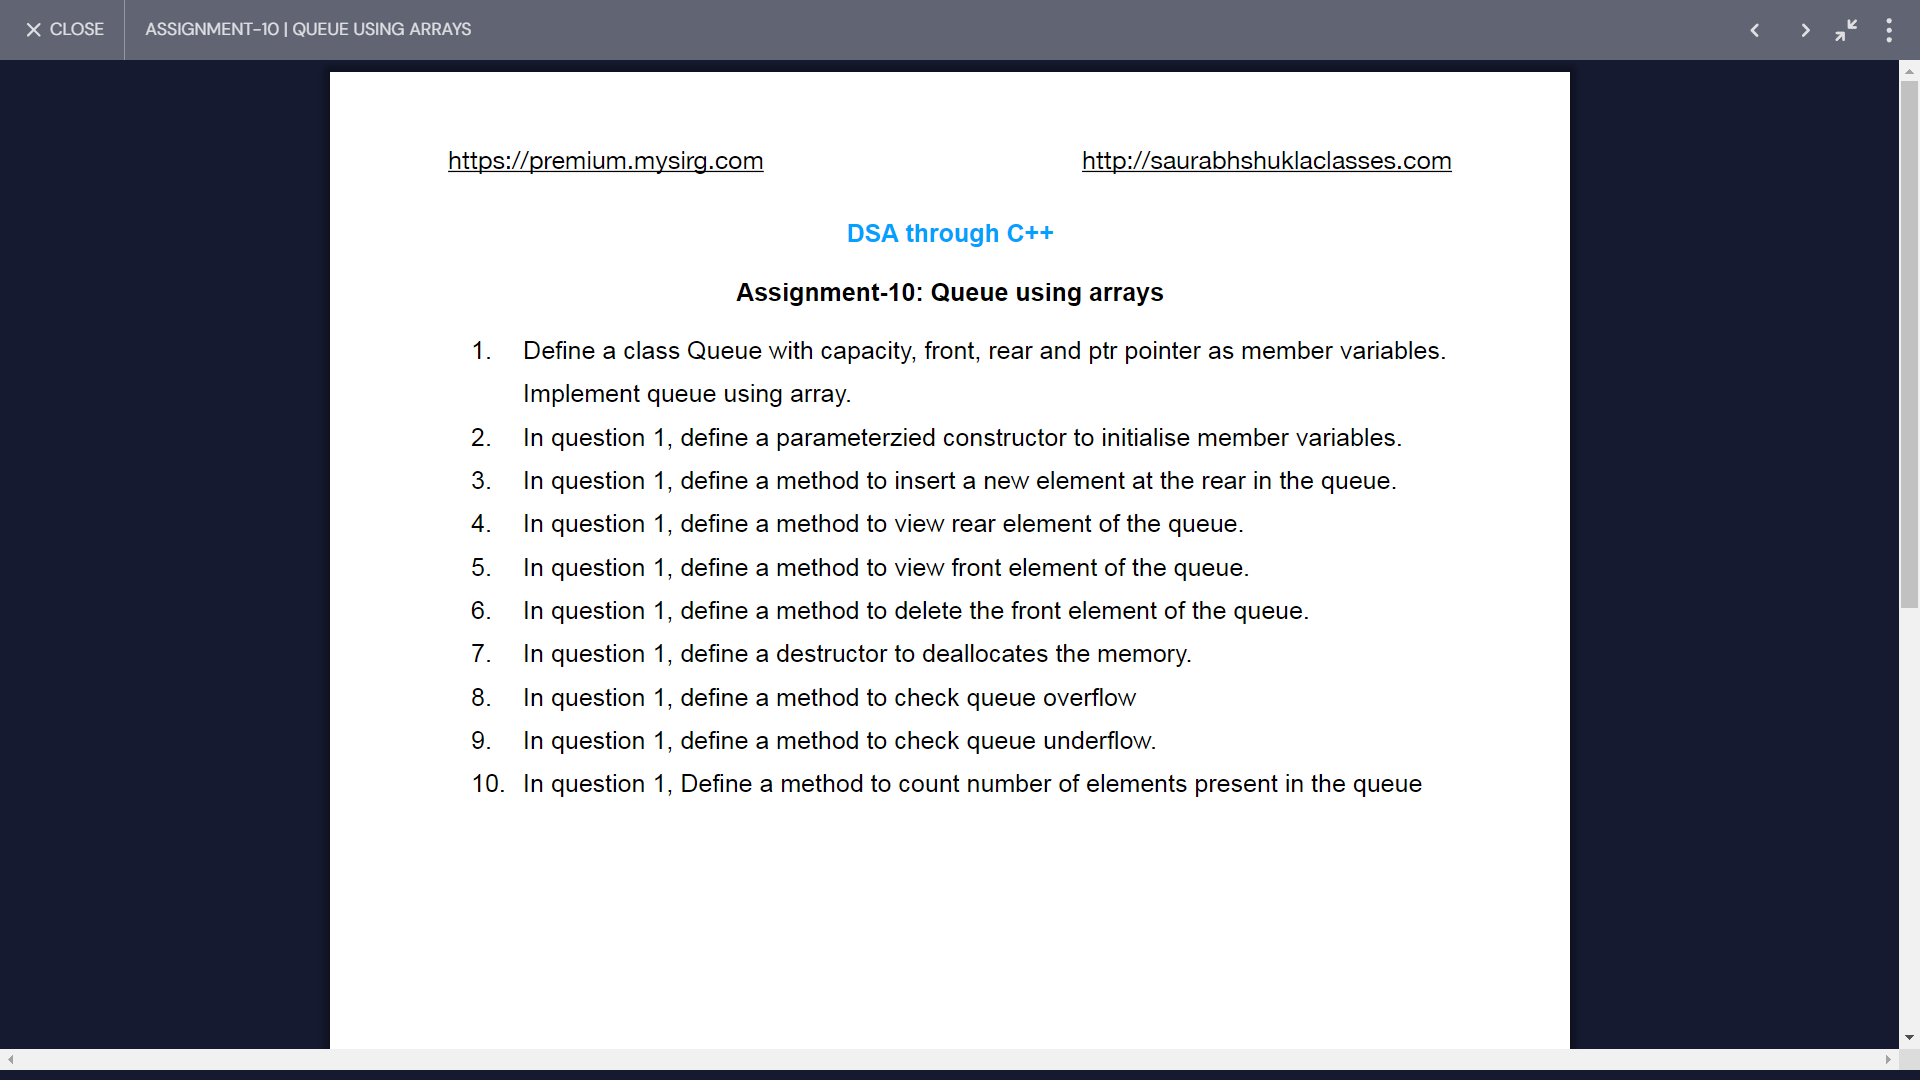 CLOSE
ASSIGNMENT-10 | QUEUE USING ARRAYS
https://premium.mysirg.com
http://saurabhshuklaclasses.com
DSA through C++
Assignment-10: Queue using arrays
1. Define a class Queue with capacity, front, rear and ptr pointer as member variables.
Implement queue using array.
2. In question 1, define a parameterzied constructor to initialise member variables.
3. In question 1, define a method to insert a new element at the rear in the queue.
4. In question 1, define a method to view rear element of the queue.
5. In question 1, define a method to view front element of the queue.
6. In question 1, define a method to delete the front element of the queue.
7. In question 1, define a destructor to deallocates the memory.
8. In question 1, define a method to check queue overflow
9. In question 1, define a method to check queue underflow.
10. In question 1, Define a method to count number of elements present in the queue